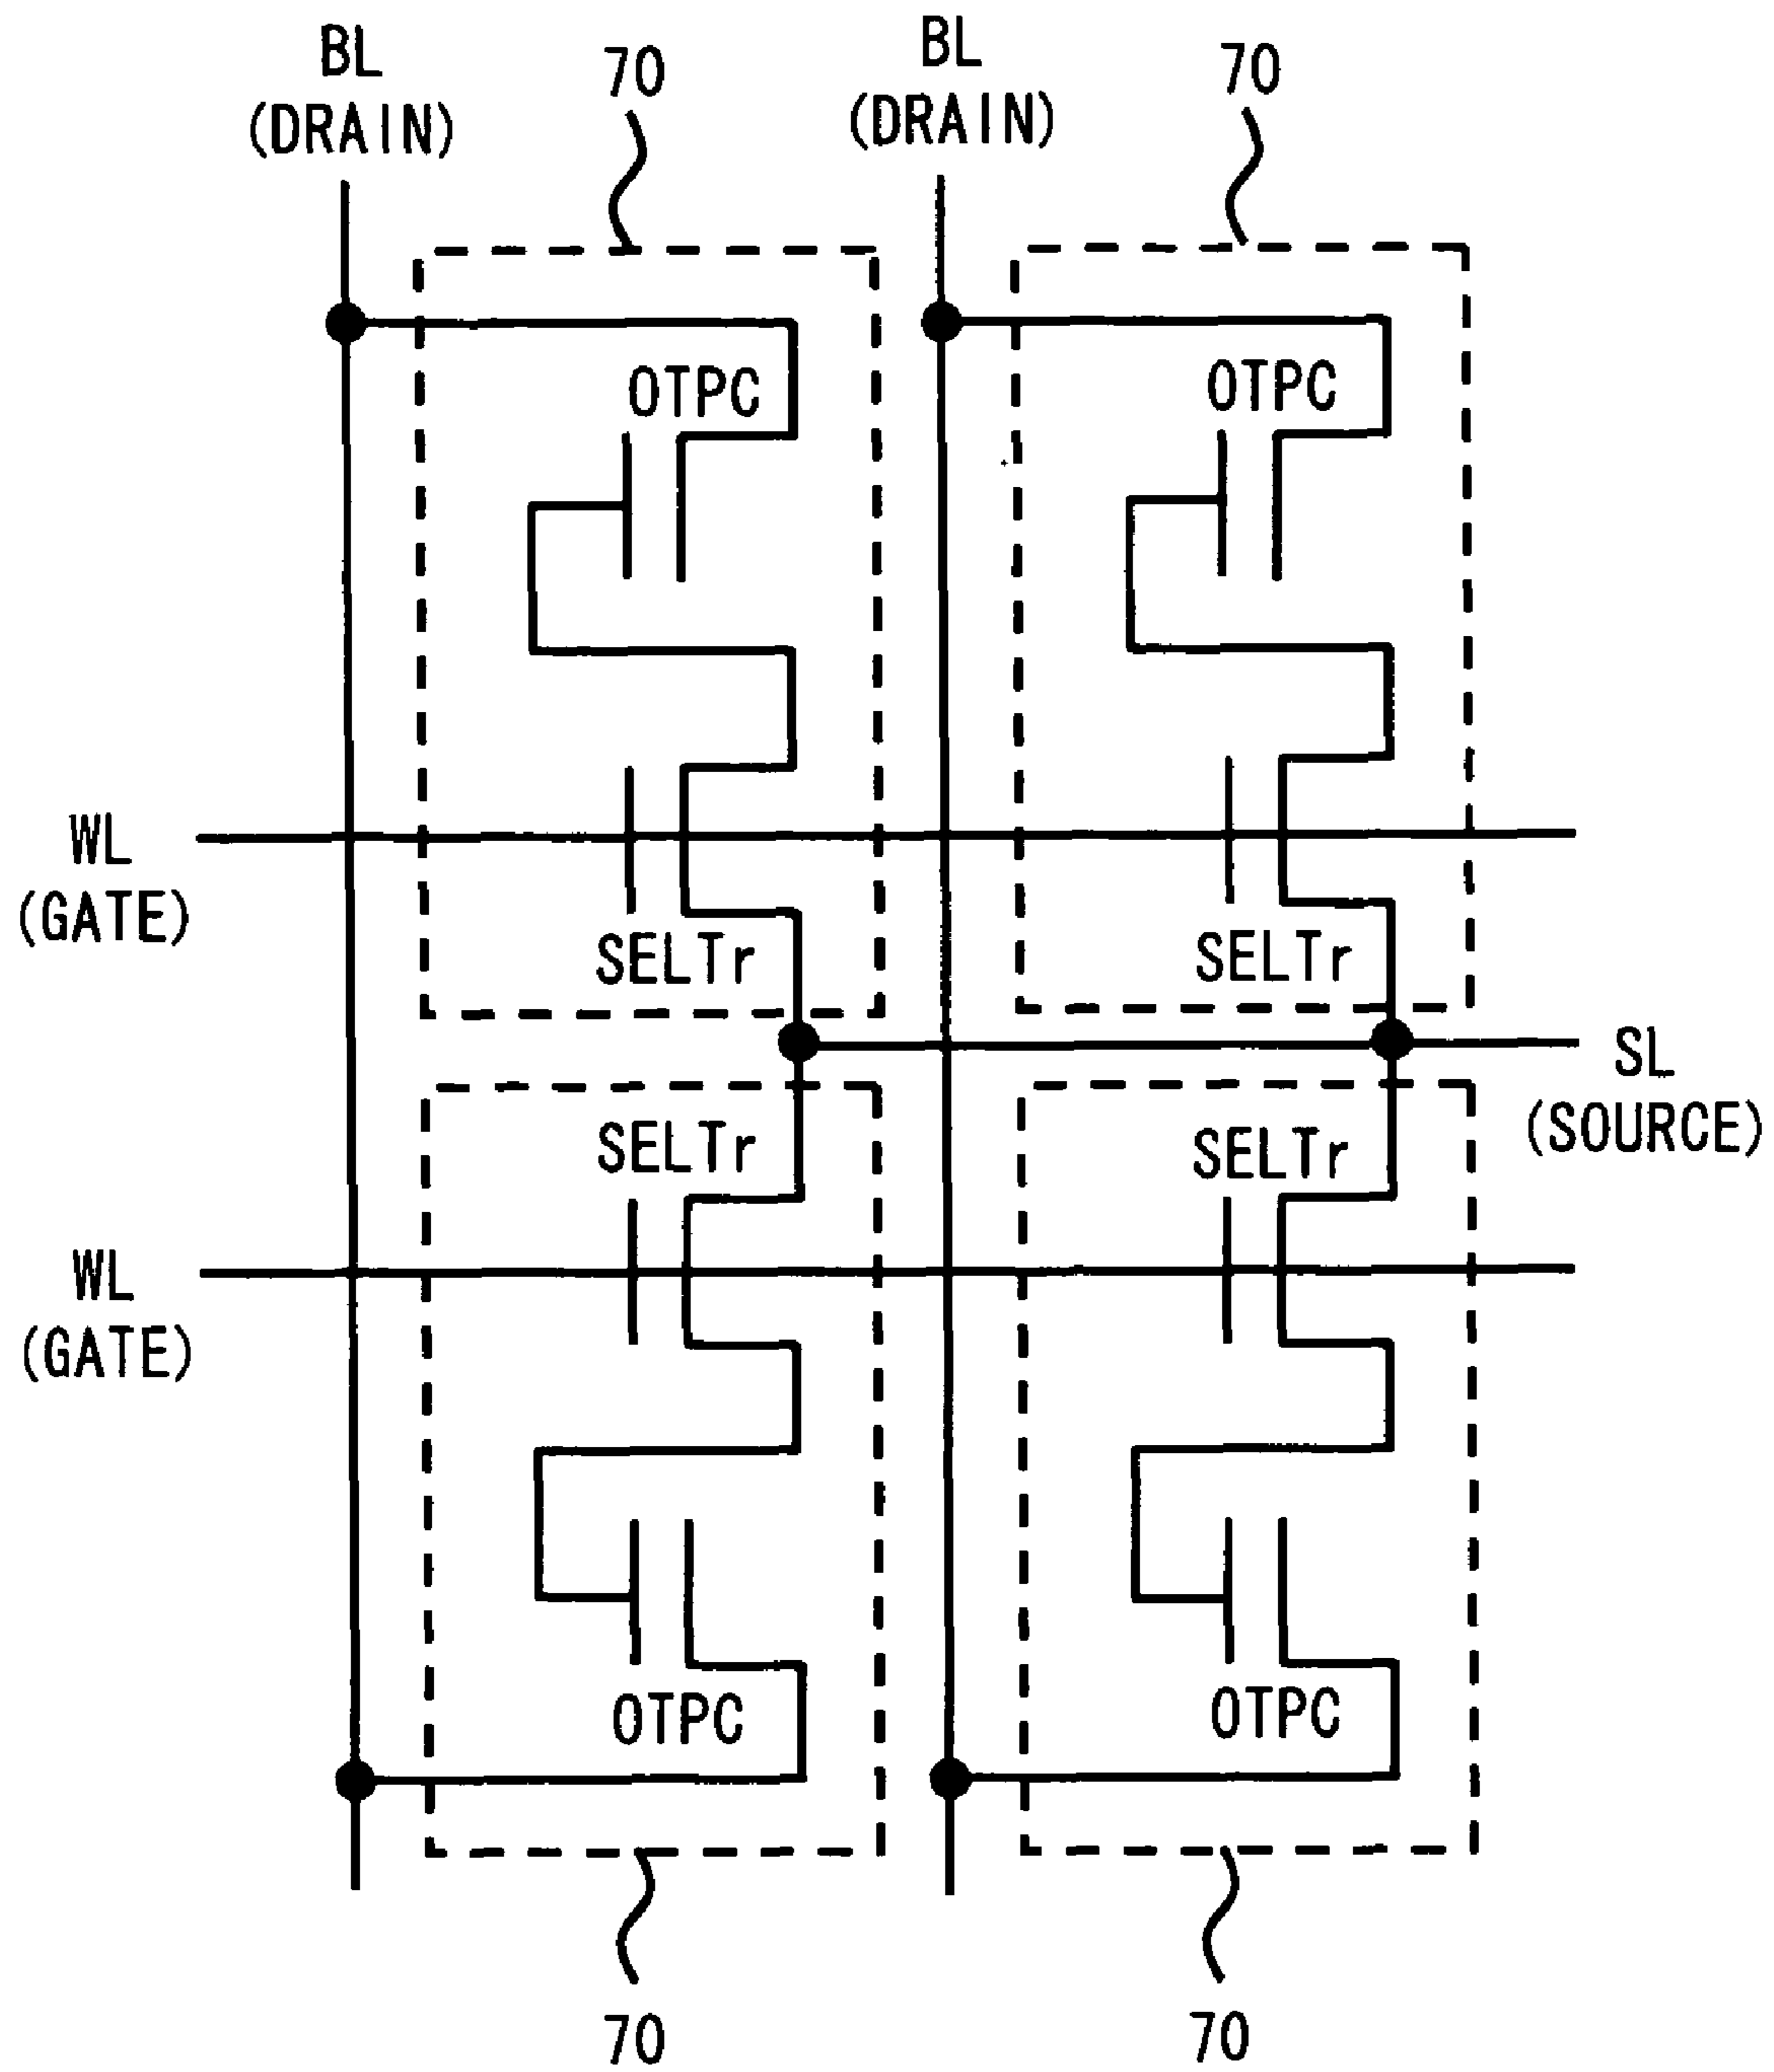 BL
(DRAIN)
70
BL
(DRAIN)
70
OTPC
OTPC
WL
(GATE)
SELTr
SELTr
SL
(SOURCE)
SELTr
SELTr
WL
(GATE)
OTPC
OTPC
70
70